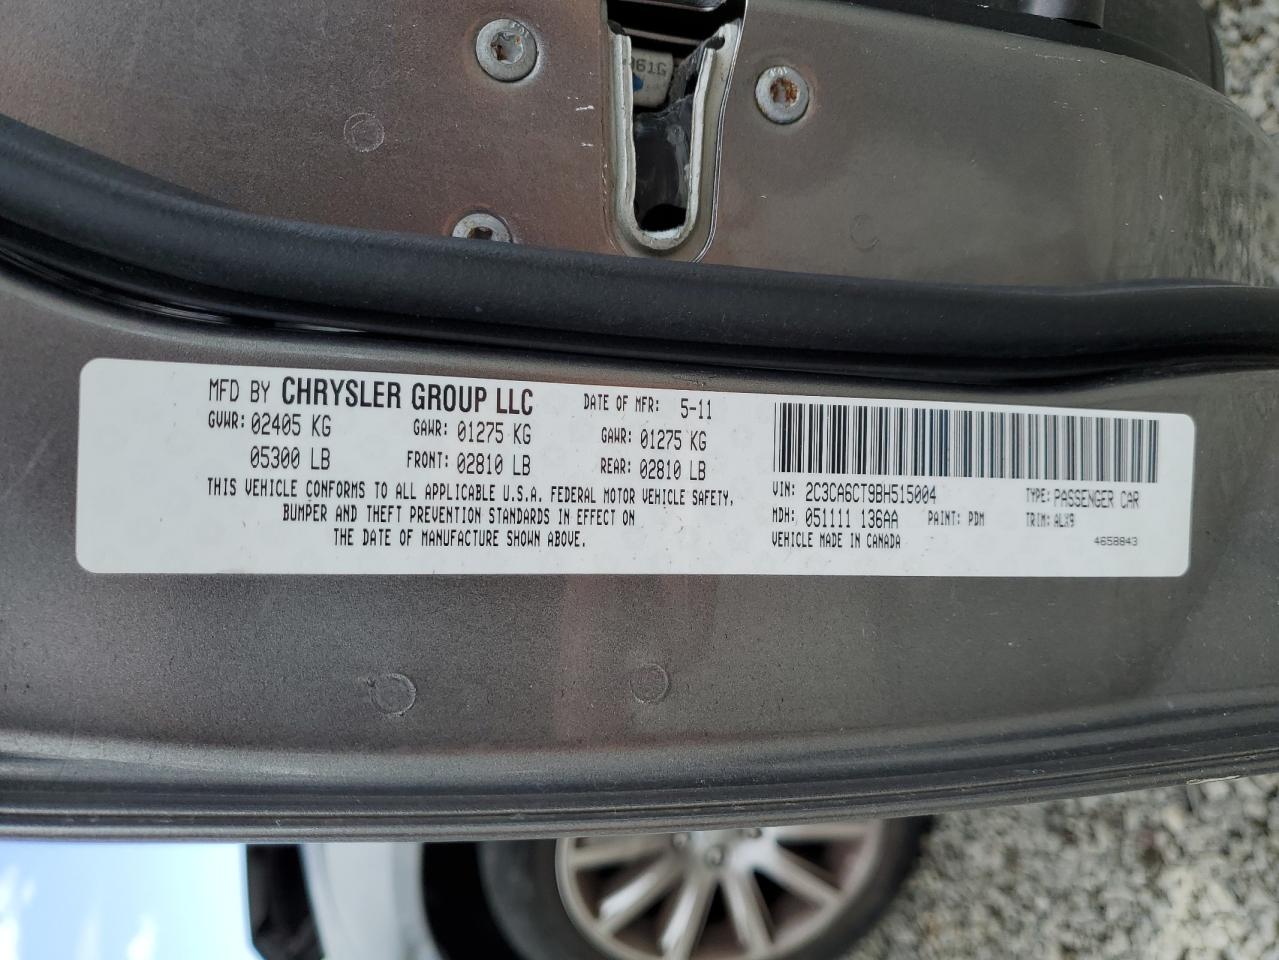 0619
MFD BY CHRYSLER GROUP LLC DATE OF MFR: 5-11
GVWR: 02405 KG GAWR: 01275 KG GAWR: 01275 KG
05300 LB FRONT: 02810 LB REAR: 02810 LB
THIS VEHICLE CONFORMS TO ALL APPLICABLE U.S.A. FEDERAL MOTOR VEHICLE SAFETY,
BUMPER AND THEFT PREVENTION STANDARDS IN EFFECT ON
THE DATE OF MANUFACTURE SHOWN ABOVE.
VIN: 2C3CA6CT9BH515004 TYPE: PASSENGER CAR
MDH: 051111 136AA PAINT: PDM TRIM: ALX9
VEHICLE MADE IN CANADA 4658843